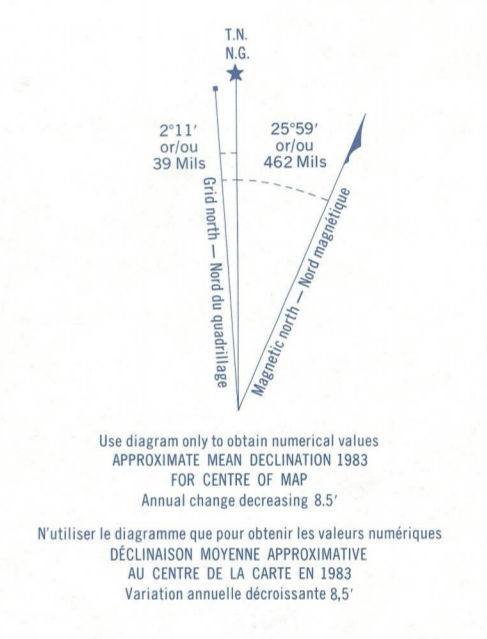 T.N.
N.G.
2°11′
or/ou
39 Mils
25°59′
or/ou
462 Mils
Grid north — Nord du quadrillage
Magnetic north — Nord magnétique
Use diagram only to obtain numerical values
APPROXIMATE MEAN DECLINATION 1983
FOR CENTRE OF MAP
Annual change decreasing 8.5′
N'utiliser le diagramme que pour obtenir les valeurs numériques
DÉCLINAISON MOYENNE APPROXIMATIVE
AU CENTRE DE LA CARTE EN 1983
Variation annuelle décroissante 8,5′